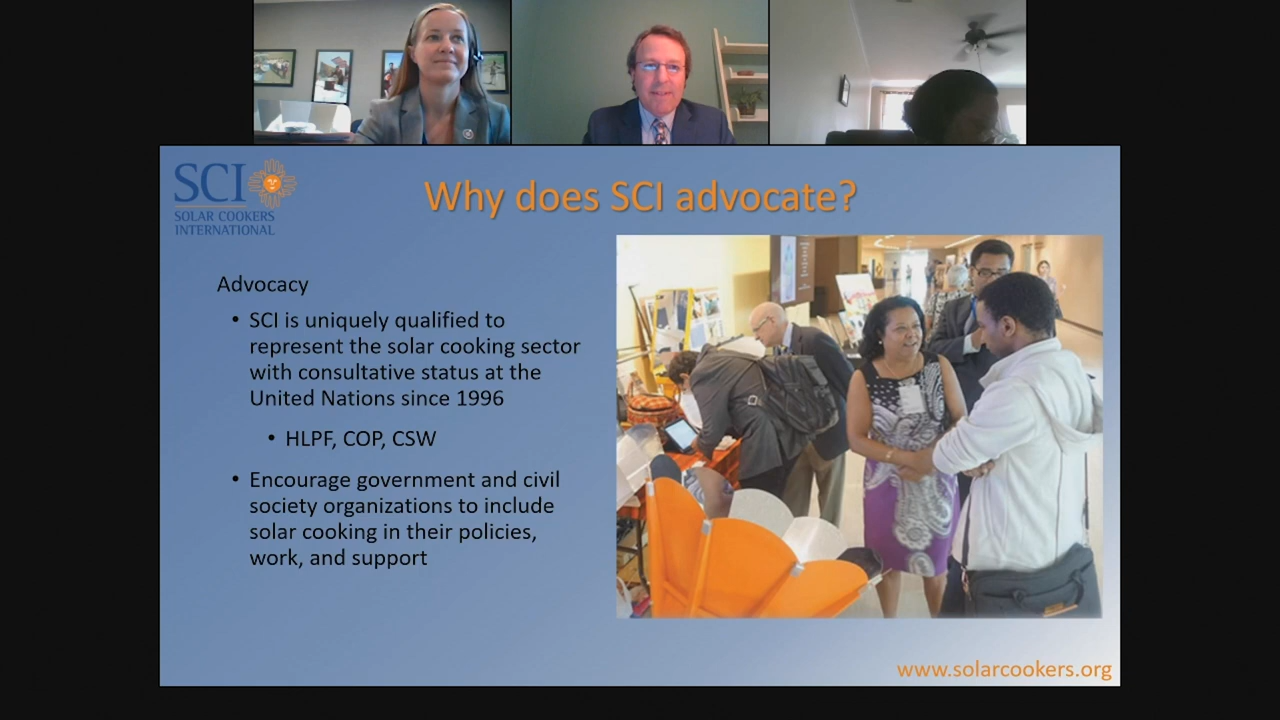 SCI
SOLAR COOKERS
INTERNATIONAL
Why does SCI advocate?
Advocacy
• SCI is uniquely qualified to
represent the solar cooking sector
with consultative status at the
United Nations since 1996
• HLPF, COP, CSW
• Encourage government and civil
society organizations to include
solar cooking in their policies,
work, and support
www.solarcookers.org